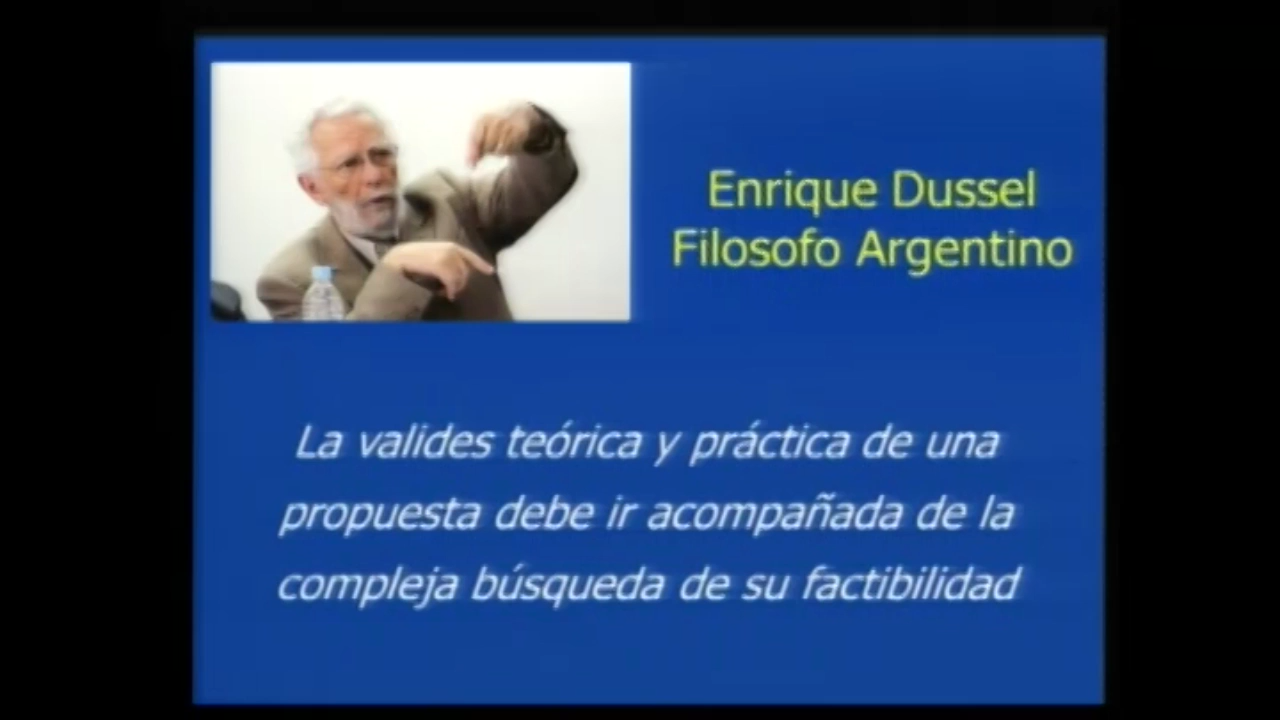 Enrique Dussel
Filosofo Argentino
La valides teórica y práctica de una
propuesta debe ir acompañada de la
compleja búsqueda de su factibilidad